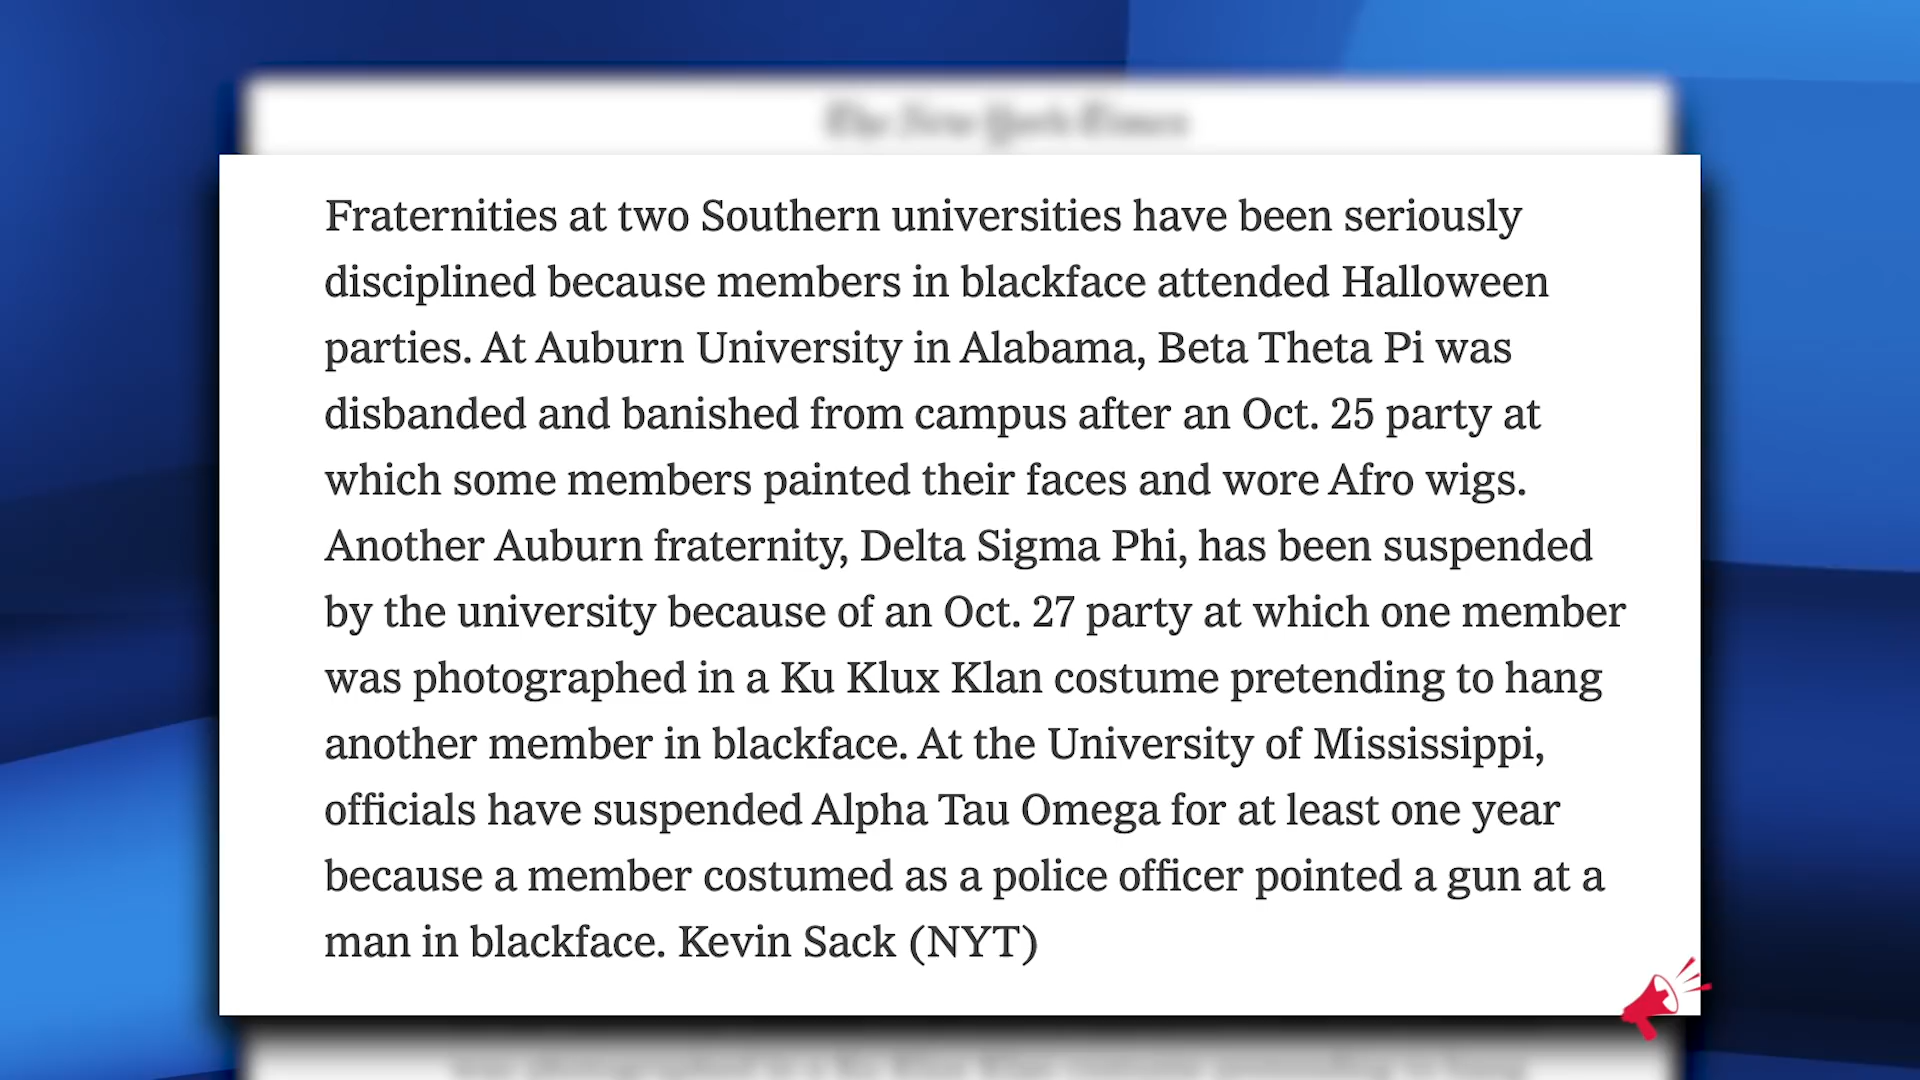 The New York Times
Fraternities at two Southern universities have been seriously
disciplined because members in blackface attended Halloween
parties. At Auburn University in Alabama, Beta Theta Pi was
disbanded and banished from campus after an Oct. 25 party at
which some members painted their faces and wore Afro wigs.
Another Auburn fraternity, Delta Sigma Phi, has been suspended
by the university because of an Oct. 27 party at which one member
was photographed in a Ku Klux Klan costume pretending to hang
another member in blackface. At the University of Mississippi,
officials have suspended Alpha Tau Omega for at least one year
because a member costumed as a police officer pointed a gun at a
man in blackface. Kevin Sack (NYT)